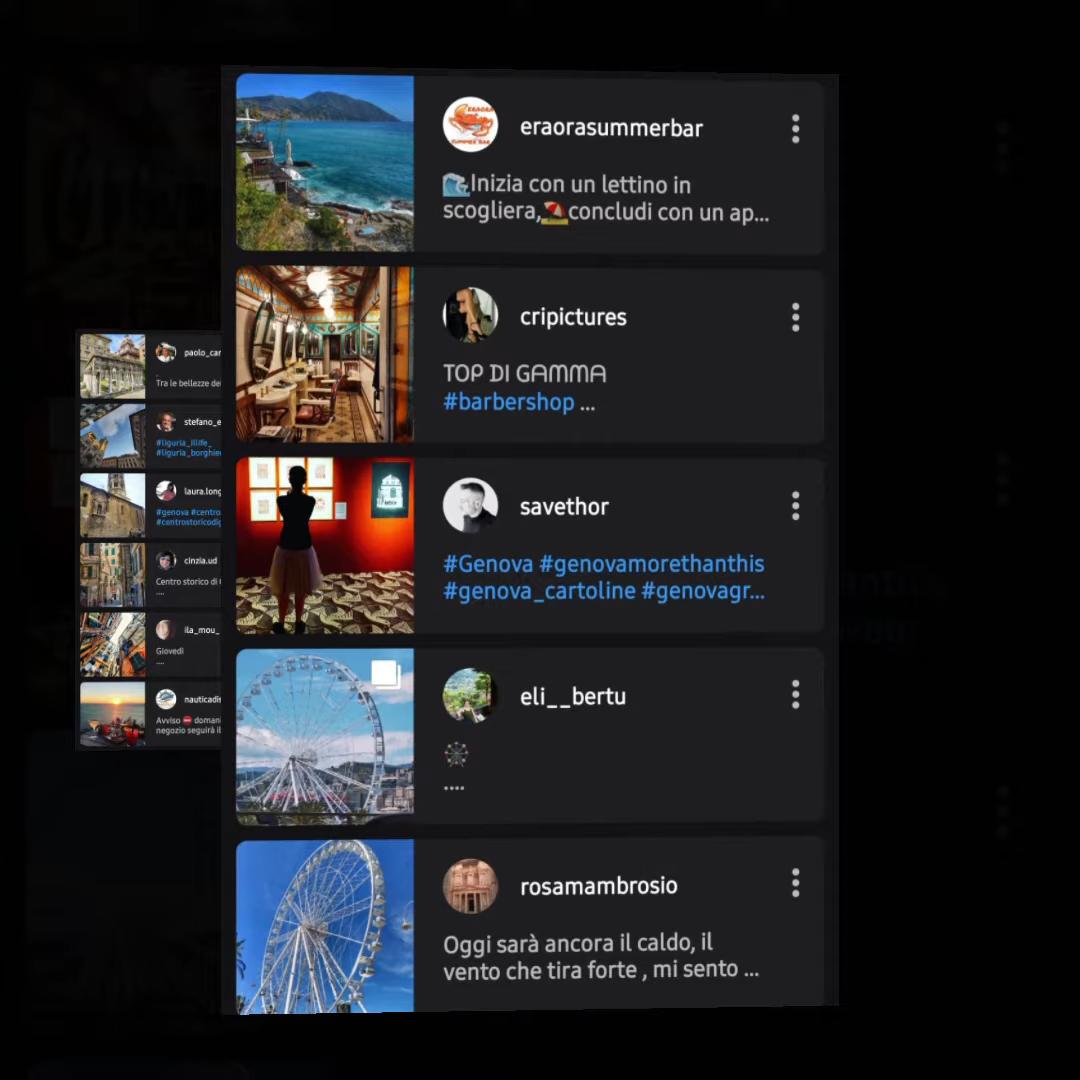 eraorasummerbar
🌊Inizia con un lettino in
scogliera,⛱️concludi con un ap...
cripictures
TOP DI GAMMA
#barbershop ...
savethor
#Genova #genovamorethanthis
#genova_cartoline #genovagr...
eli__bertu
🎡
....
rosamambrosio
Oggi sarà ancora il caldo, il
vento che tira forte , mi sento ...
paolo_car
Tra le bellezze de
stefano_e
#liguria_illife_
#liguria_borghie
laura.long
#genova #centro
#centrostoricodig
cinzia.ud
Centro storico di
....
ila_mou_
Giovedì
....
nauticadis
Avviso ⛔ domani
negozio seguirà il